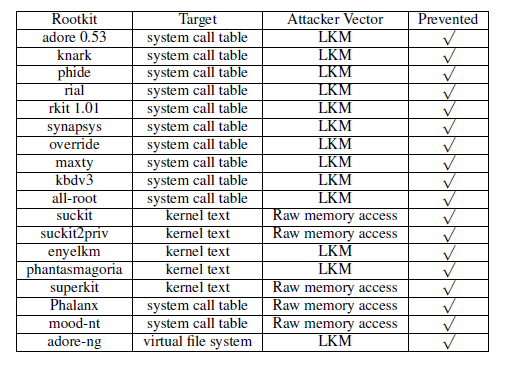 Rootkit Target Attacker Vector Prevented
adore 0.53 system call table LKM √
knark system call table LKM √
phide system call table LKM √
rial system call table LKM √
rkit 1.01 system call table LKM √
synapsys system call table LKM √
override system call table LKM √
maxty system call table LKM √
kbdv3 system call table LKM √
all-root system call table LKM √
suckit kernel text Raw memory access √
suckit2priv kernel text Raw memory access √
enyelkm kernel text LKM √
phantasmagoria kernel text LKM √
superkit kernel text Raw memory access √
Phalanx system call table Raw memory access √
mood-nt system call table Raw memory access √
adore-ng virtual file system LKM √